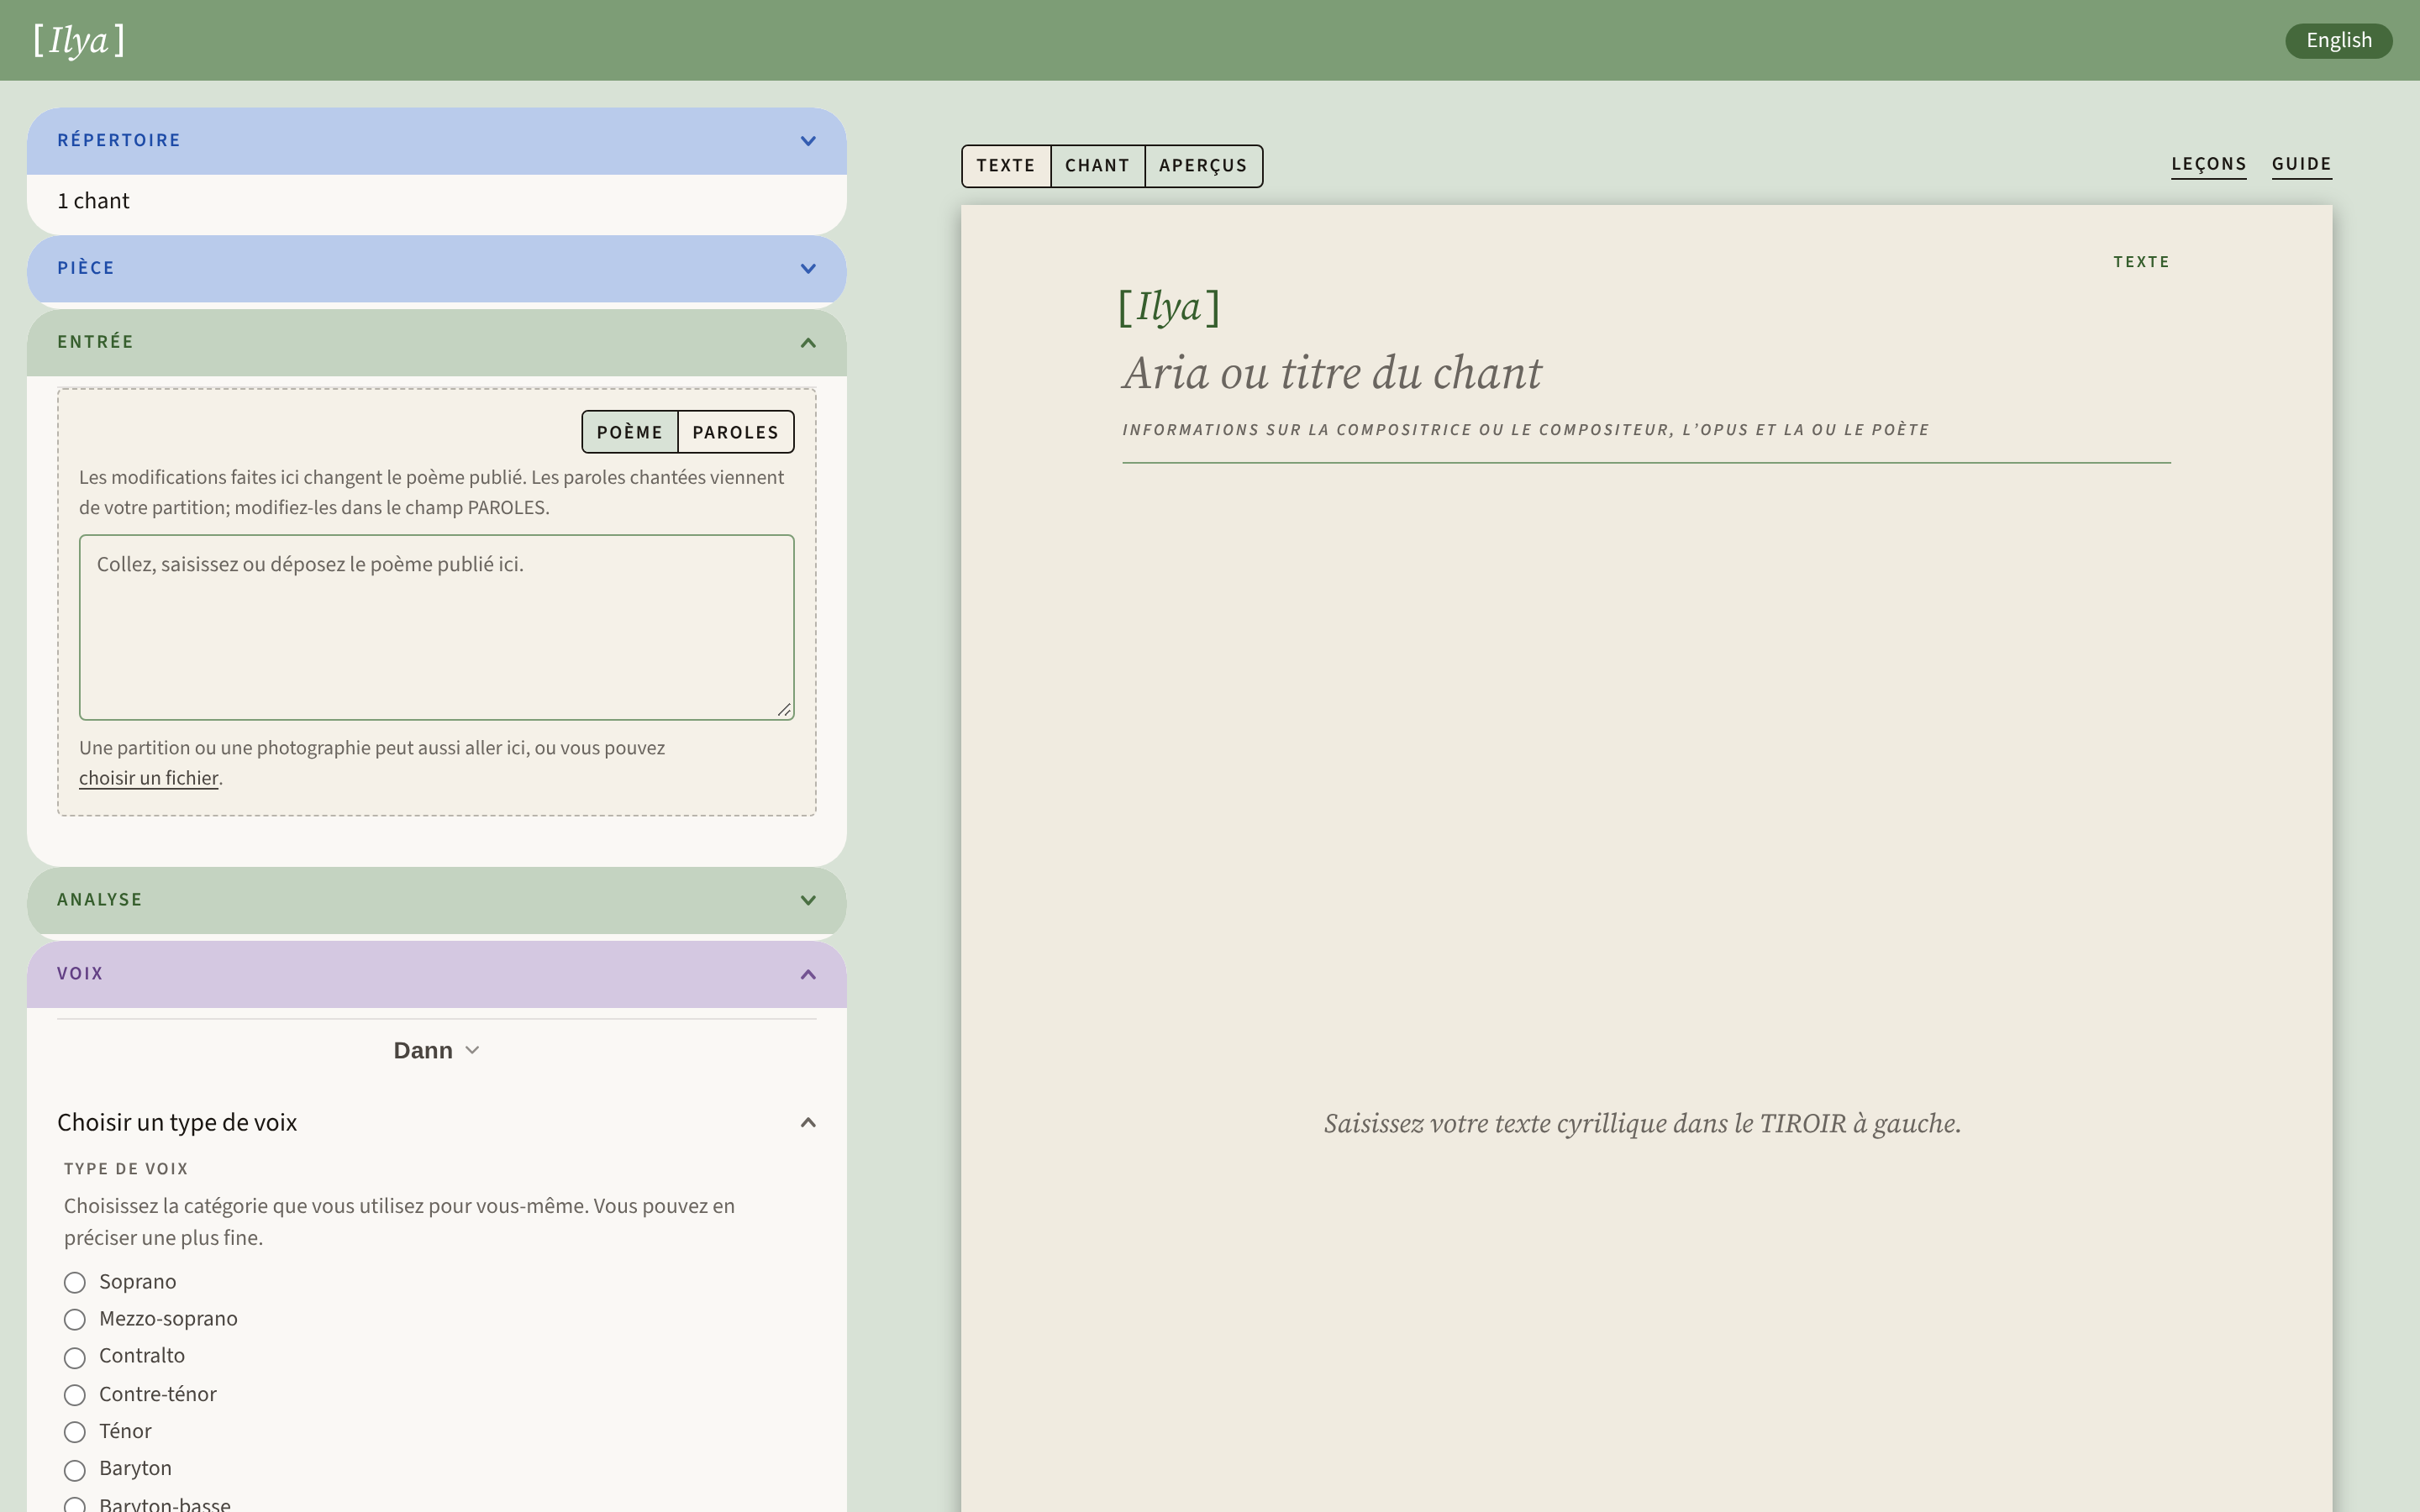 [Ilya]
English
RÉPERTOIRE
1 chant
PIÈCE
ENTRÉE
POÈME PAROLES
Les modifications faites ici changent le poème publié. Les paroles chantées viennent
de votre partition; modifiez-les dans le champ PAROLES.
Collez, saisissez ou déposez le poème publié ici.
Une partition ou une photographie peut aussi aller ici, ou vous pouvez
choisir un fichier.
ANALYSE
VOIX
Dann
Choisir un type de voix
TYPE DE VOIX
Choisissez la catégorie que vous utilisez pour vous-même. Vous pouvez en
préciser une plus fine.
Soprano
Mezzo-soprano
Contralto
Contre-ténor
Ténor
Baryton
Baryton-basse
TEXTE CHANT APERÇUS
LEÇONS GUIDE
TEXTE
[Ilya]
Aria ou titre du chant
INFORMATIONS SUR LA COMPOSITRICE OU LE COMPOSITEUR, L’OPUS ET LA OU LE POÈTE
Saisissez votre texte cyrillique dans le TIROIR à gauche.